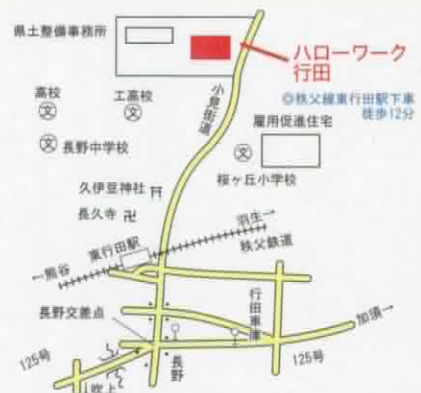 県土整備事務所
ハローワーク
行田
◎秩父線東行田駅下車
徒歩12分
高校
文
工高校
文
小見街道
雇用促進住宅
文
長野中学校
文
桜ヶ丘小学校
久伊豆神社
長久寺
卍
羽生→
東行田駅
秩父鉄道
←熊谷
長野交差点
行田車庫
加須→
125号
長野
125号
吹上